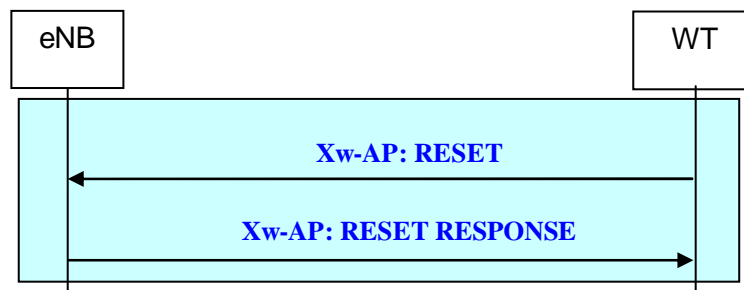 eNB
WT
Xw-AP: RESET
Xw-AP: RESET RESPONSE